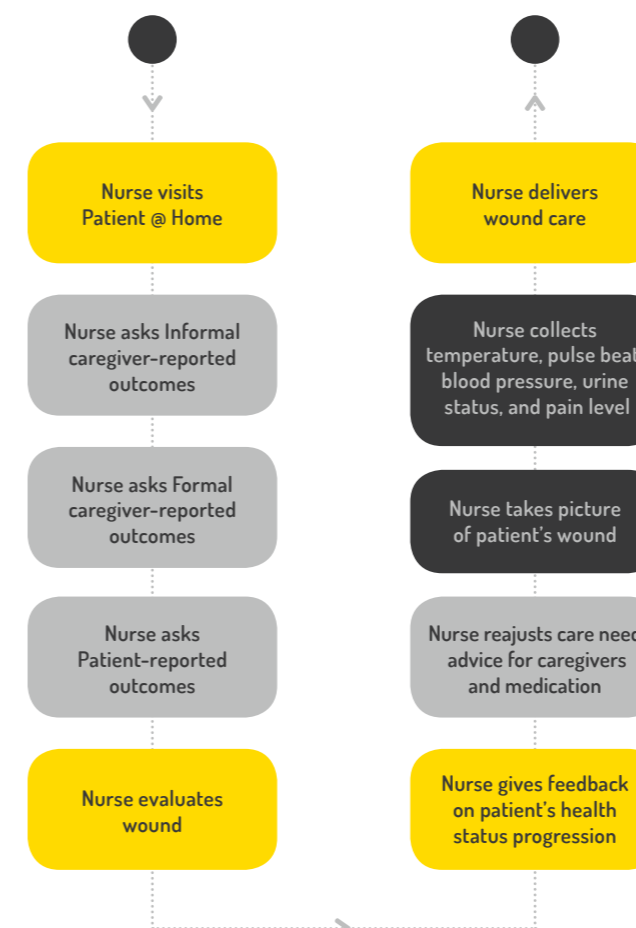 Nurse visits
Patient @ Home
Nurse asks Informal
caregiver-reported
outcomes
Nurse asks Formal
caregiver-reported
outcomes
Nurse asks
Patient-reported
outcomes
Nurse evaluates
wound
Nurse delivers
wound care
Nurse collects
temperature, pulse beat
blood pressure, urine
status, and pain level
Nurse takes picture
of patient's wound
Nurse reajusts care need
advice for caregivers
and medication
Nurse gives feedback
on patient's health
status progression